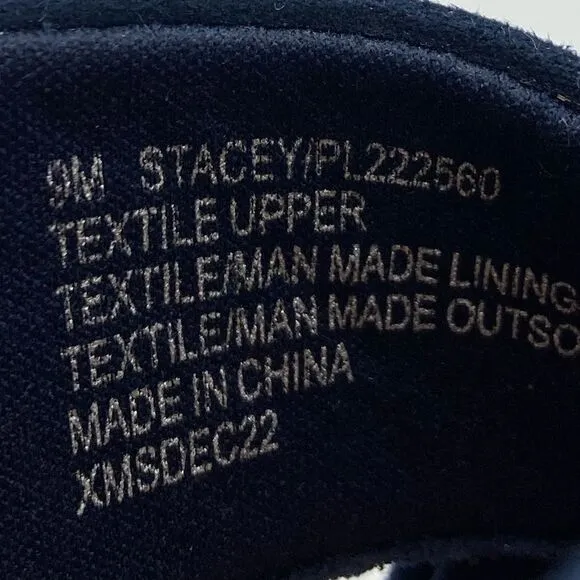 9M STACEY/PL222560
TEXTILE UPPER
TEXTILE/MAN MADE LINING
TEXTILE/MAN MADE OUTSO
MADE IN CHINA
XMSDEC22